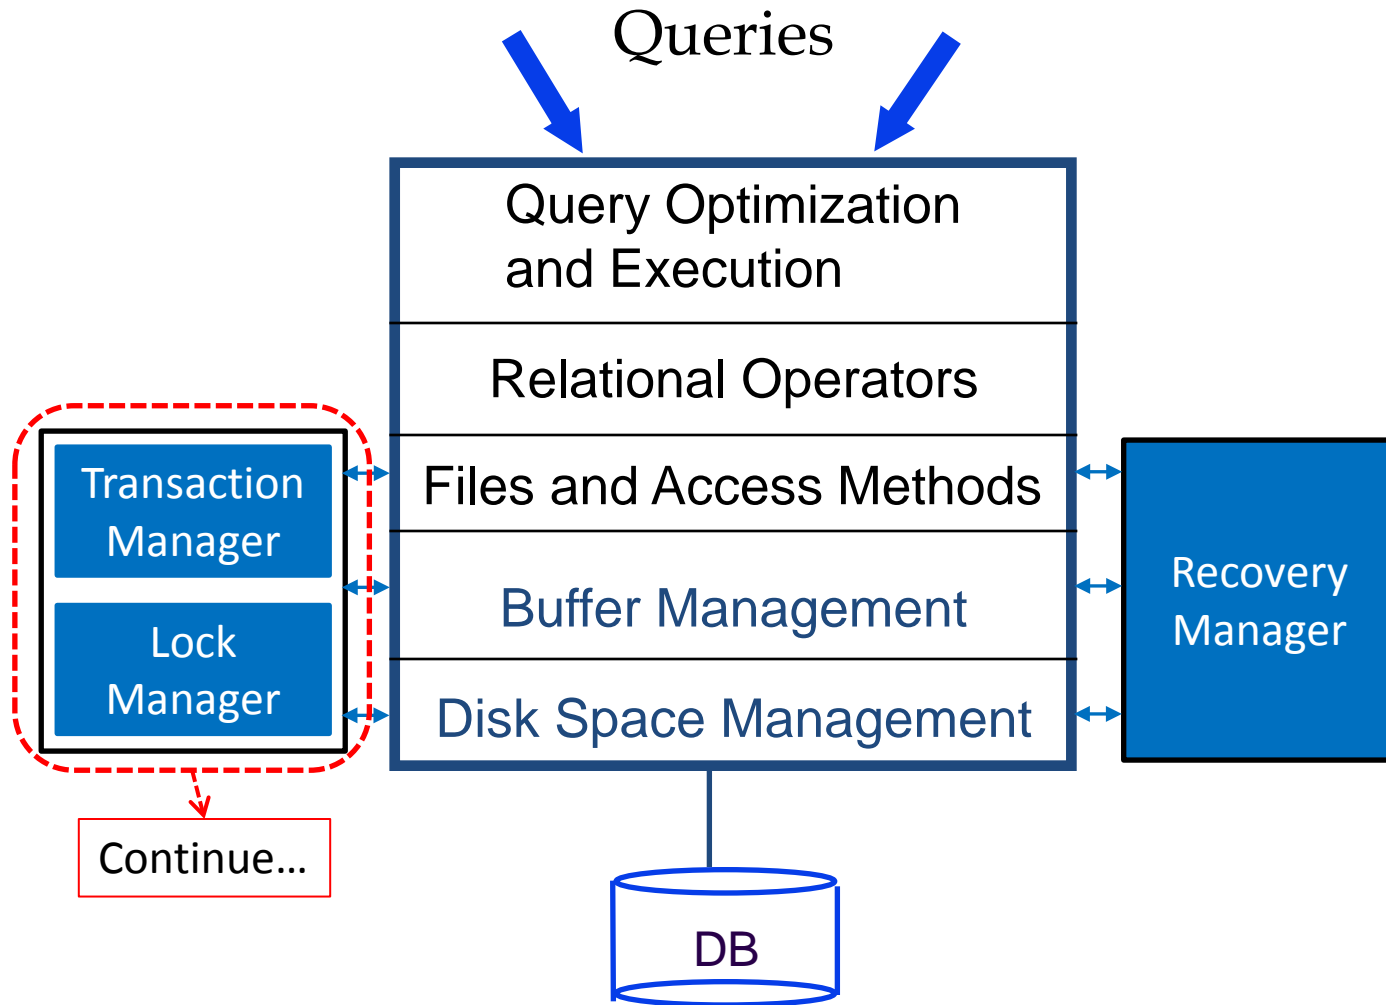 Queries
Query Optimization
and Execution
Relational Operators
Files and Access Methods
Buffer Management
Disk Space Management
Transaction
Manager
Lock
Manager
Recovery
Manager
Continue...
DB